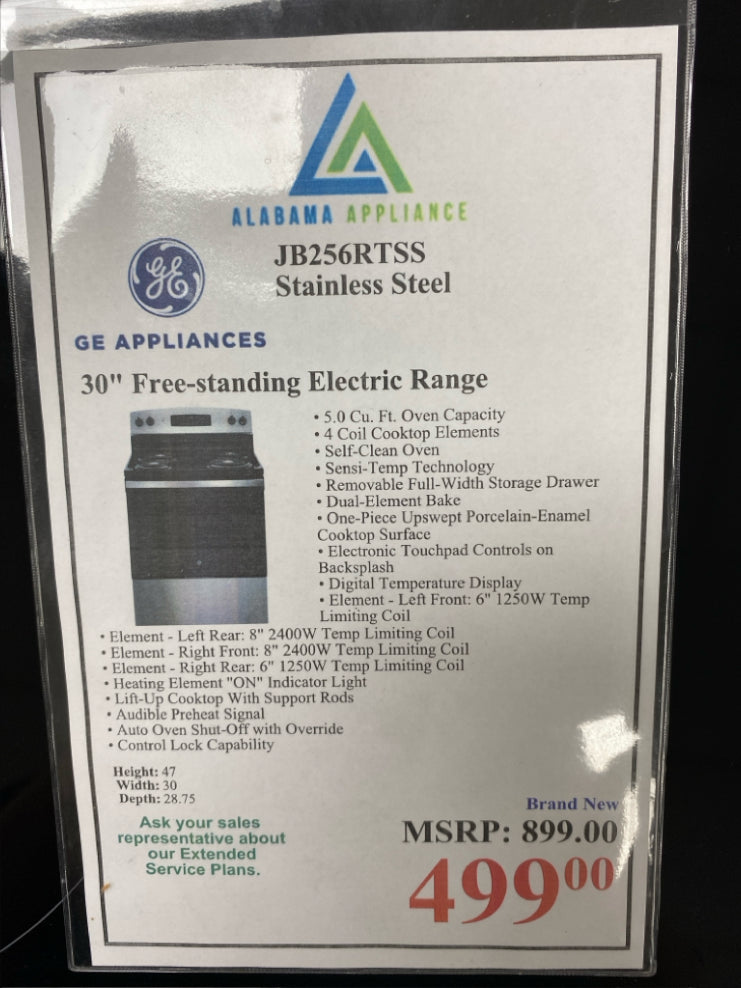 ALABAMA APPLIANCE
JB256RTSS
Stainless Steel
GE
GE APPLIANCES
30" Free-standing Electric Range
• 5.0 Cu. Ft. Oven Capacity
• 4 Coil Cooktop Elements
• Self-Clean Oven
• Sensi-Temp Technology
• Removable Full-Width Storage Drawer
• Dual-Element Bake
• One-Piece Upswept Porcelain-Enamel
Cooktop Surface
• Electronic Touchpad Controls on
Backsplash
• Digital Temperature Display
• Element - Left Front: 6" 1250W Temp
Limiting Coil
• Element - Left Rear: 8" 2400W Temp Limiting Coil
• Element - Right Front: 8" 2400W Temp Limiting Coil
• Element - Right Rear: 6" 1250W Temp Limiting Coil
• Heating Element "ON" Indicator Light
• Lift-Up Cooktop With Support Rods
• Audible Preheat Signal
• Auto Oven Shut-Off with Override
• Control Lock Capability
Height: 47
Width: 30
Depth: 28.75
Ask your sales
representative about
our Extended
Service Plans.
Brand New
MSRP: 899.00
49900